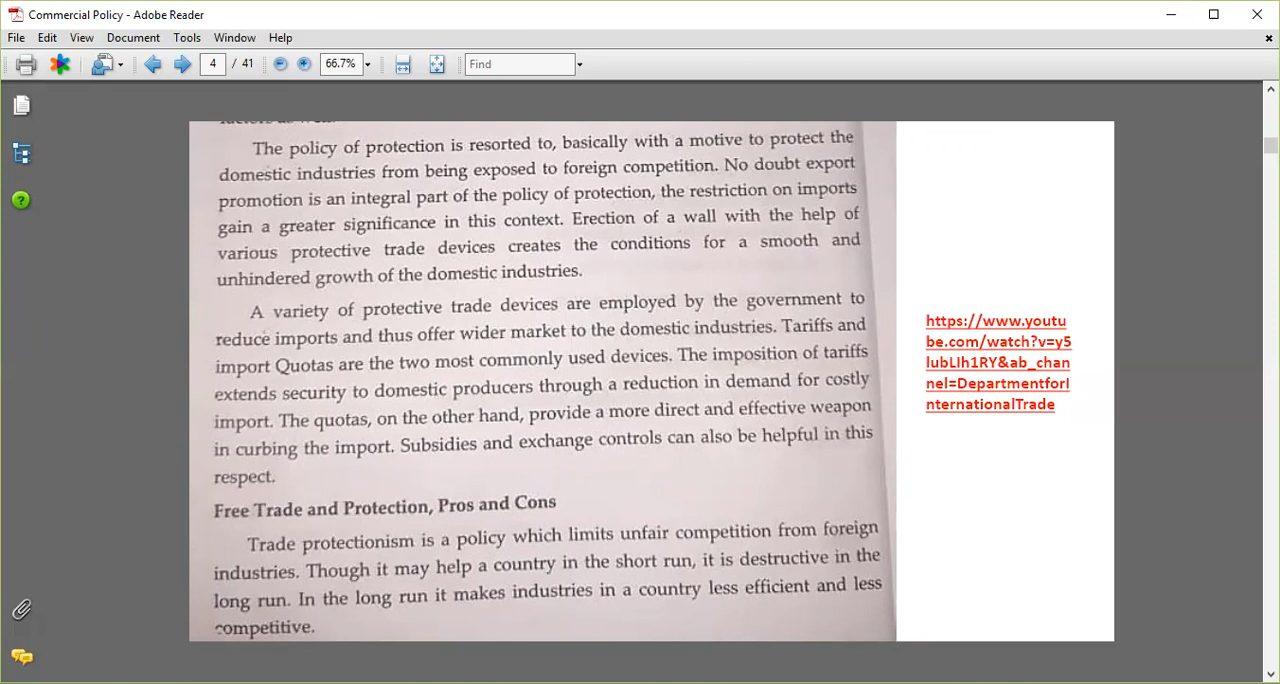 Commercial Policy - Adobe Reader
File Edit View Document Tools Window Help
4 / 41 66.7% Find
The policy of protection is resorted to, basically with a motive to protect the
domestic industries from being exposed to foreign competition. No doubt export
promotion is an integral part of the policy of protection, the restriction on imports
gain a greater significance in this context. Erection of a wall with the help of
various protective trade devices creates the conditions for a smooth and
unhindered growth of the domestic industries.
A variety of protective trade devices are employed by the government to
reduce imports and thus offer wider market to the domestic industries. Tariffs and
import Quotas are the two most commonly used devices. The imposition of tariffs
extends security to domestic producers through a reduction in demand for costly
import. The quotas, on the other hand, provide a more direct and effective weapon
in curbing the import. Subsidies and exchange controls can also be helpful in this
respect.
Free Trade and Protection, Pros and Cons
Trade protectionism is a policy which limits unfair competition from foreign
industries. Though it may help a country in the short run, it is destructive in the
long run. In the long run it makes industries in a country less efficient and less
competitive.
https://www.youtu
be.com/watch?v=y5
lubLIh1RY&ab_chan
nel=DepartmentforI
nternationalTrade